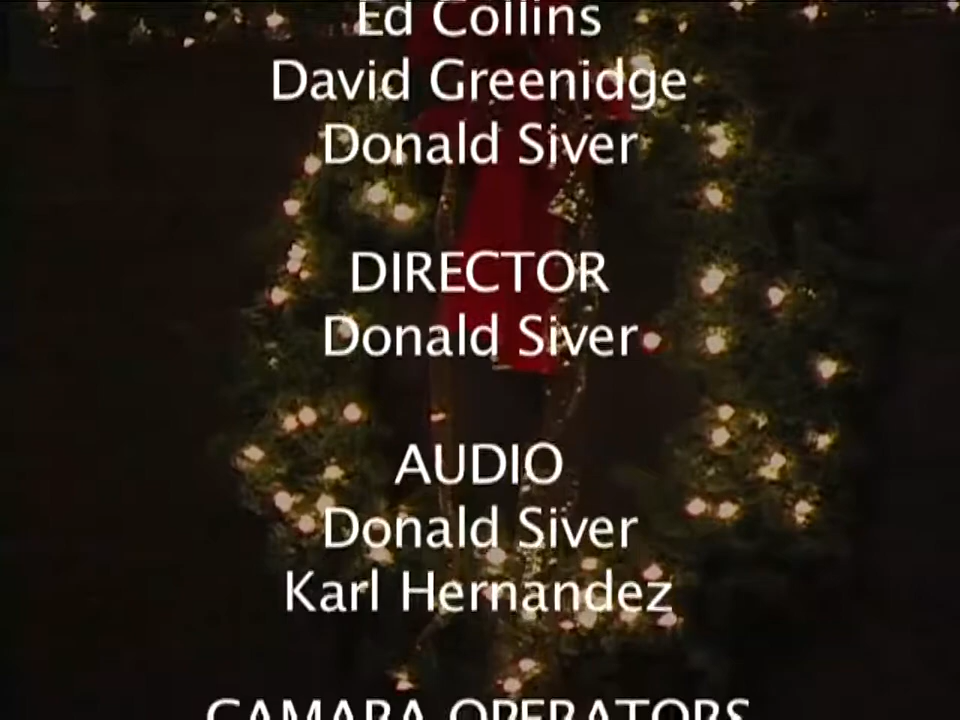 Ed Collins
David Greenidge
Donald Siver
DIRECTOR
Donald Siver
AUDIO
Donald Siver
Karl Hernandez
CAMARA OPERATORS